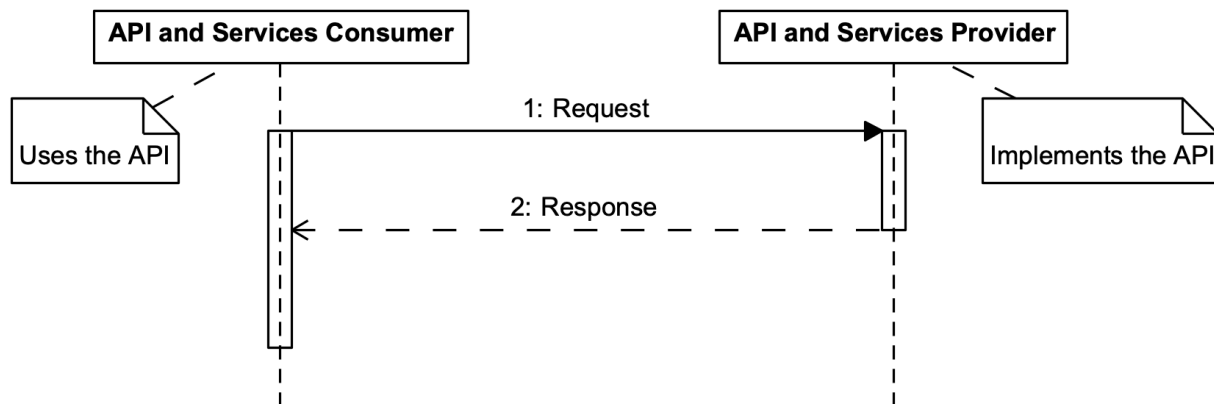 API and Services Consumer
API and Services Provider
1: Request
Uses the API
Implements the API
2: Response